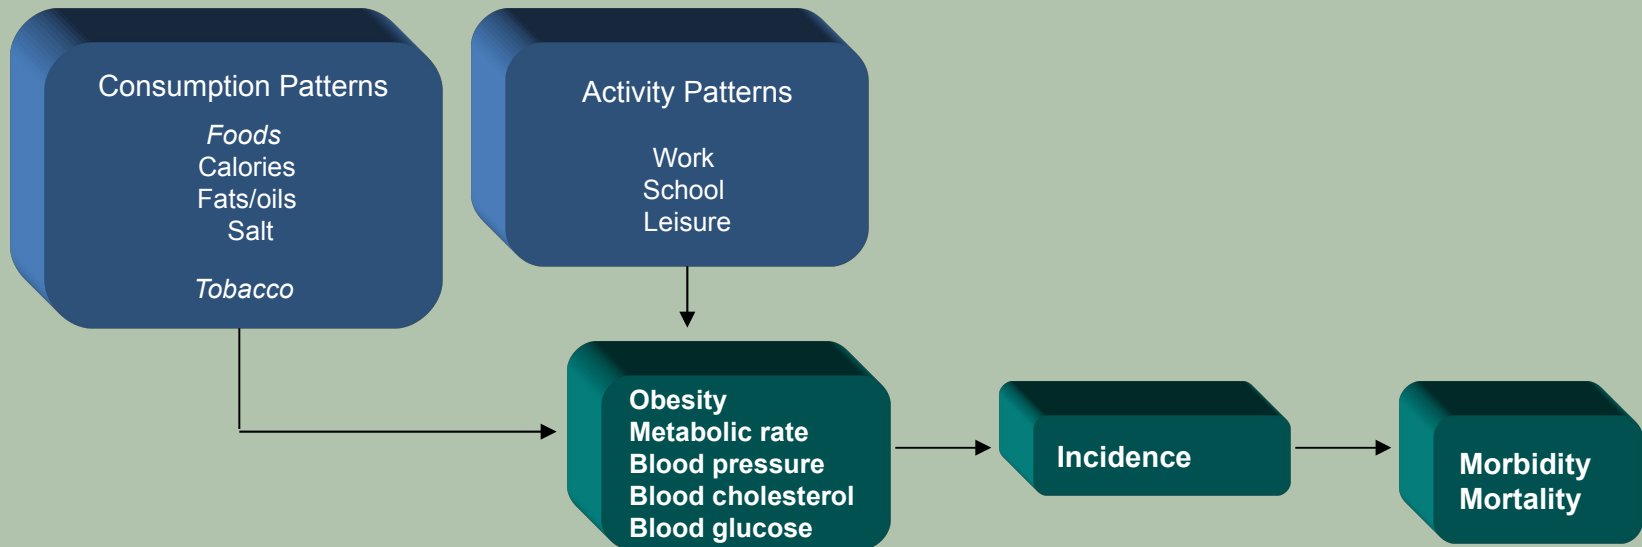 Consumption Patterns
Foods
Calories
Fats/oils
Salt
Tobacco
Activity Patterns
Work
School
Leisure
Obesity
Metabolic rate
Blood pressure
Blood cholesterol
Blood glucose
Incidence
Morbidity
Mortality